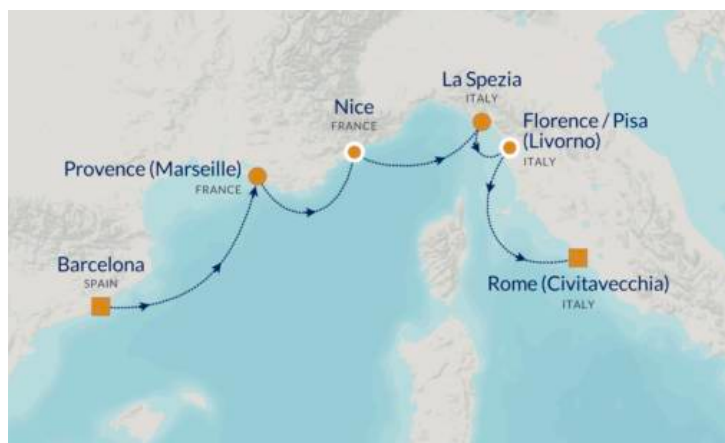 La Spezia
ITALY
Nice
FRANCE
Florence / Pisa
(Livorno)
ITALY
Provence (Marseille)
FRANCE
Barcelona
SPAIN
Rome (Civitavecchia)
ITALY